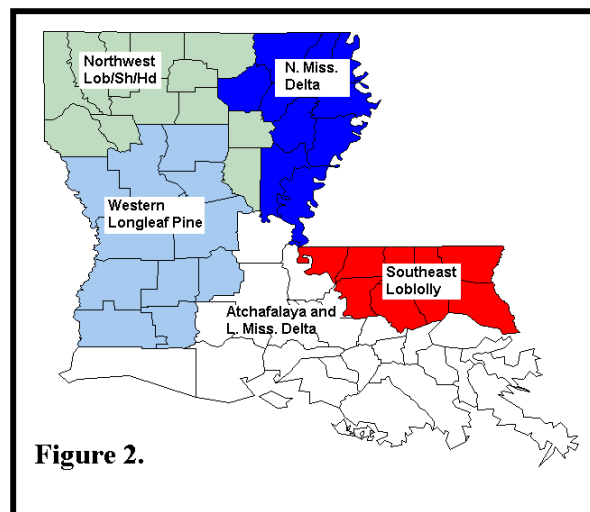 Northwest
Lob/Sh/Hd
N. Miss.
Delta
Western
Longleaf Pine
Southeast
Loblolly
Atchafalaya and
L. Miss. Delta
Figure 2.